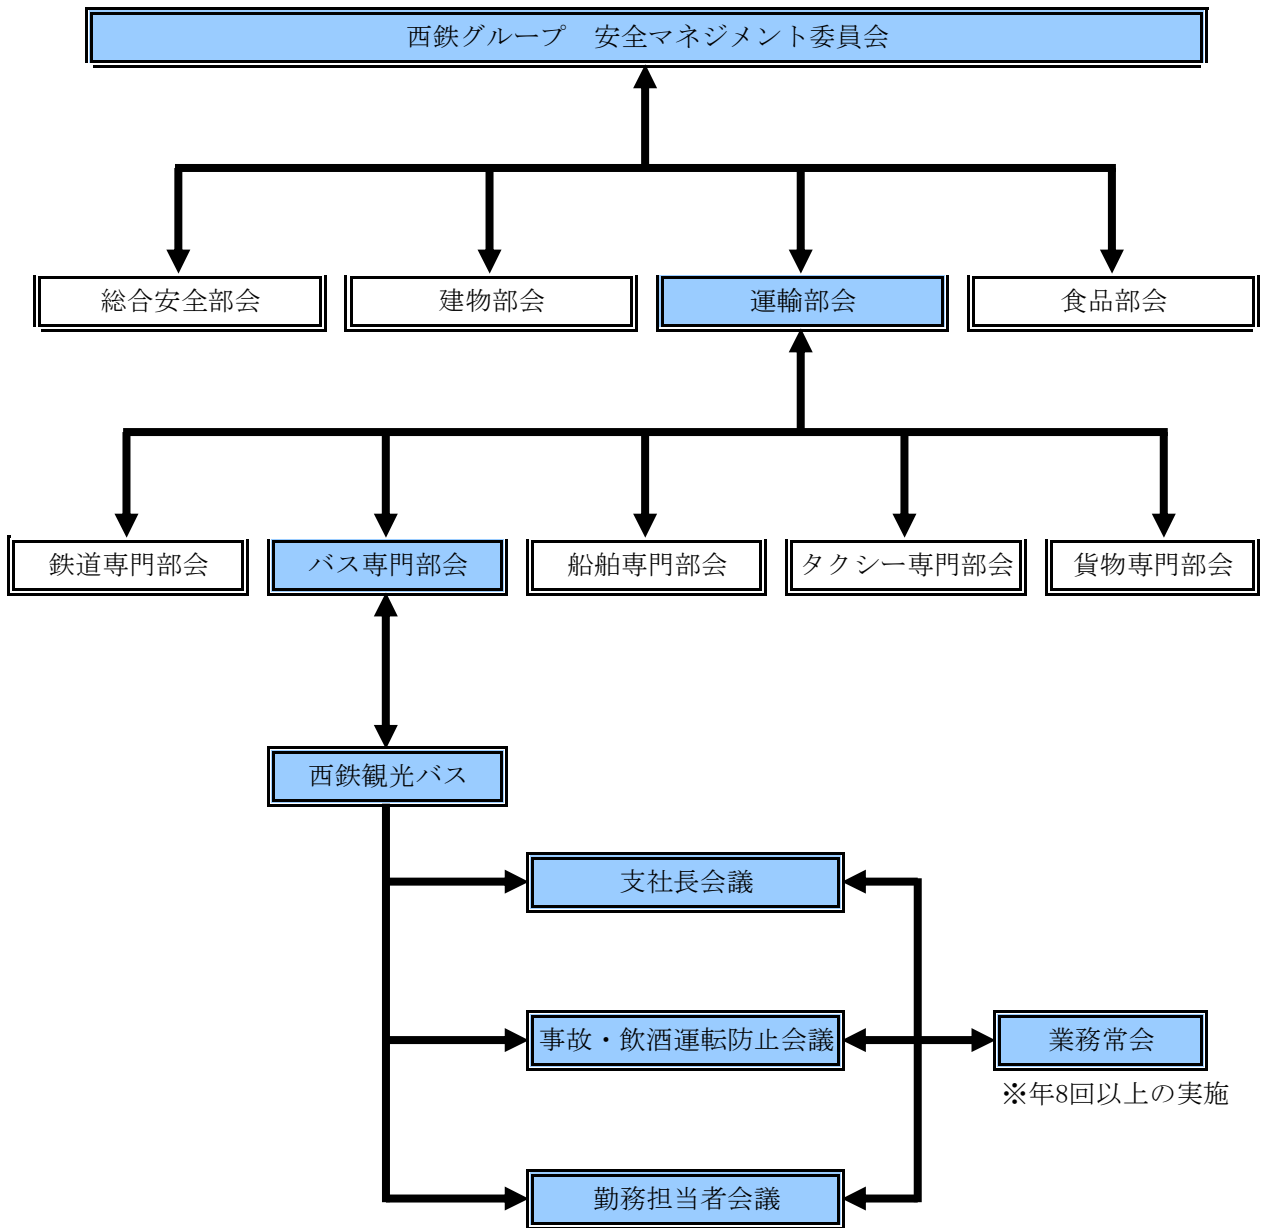 西鉄グループ　安全マネジメント委員会
総合安全部会
建物部会
運輸部会
食品部会
鉄道専門部会
バス専門部会
船舶専門部会
タクシー専門部会
貨物専門部会
西鉄観光バス
支社長会議
事故・飲酒運転防止会議
業務常会
※年8回以上の実施
勤務担当者会議